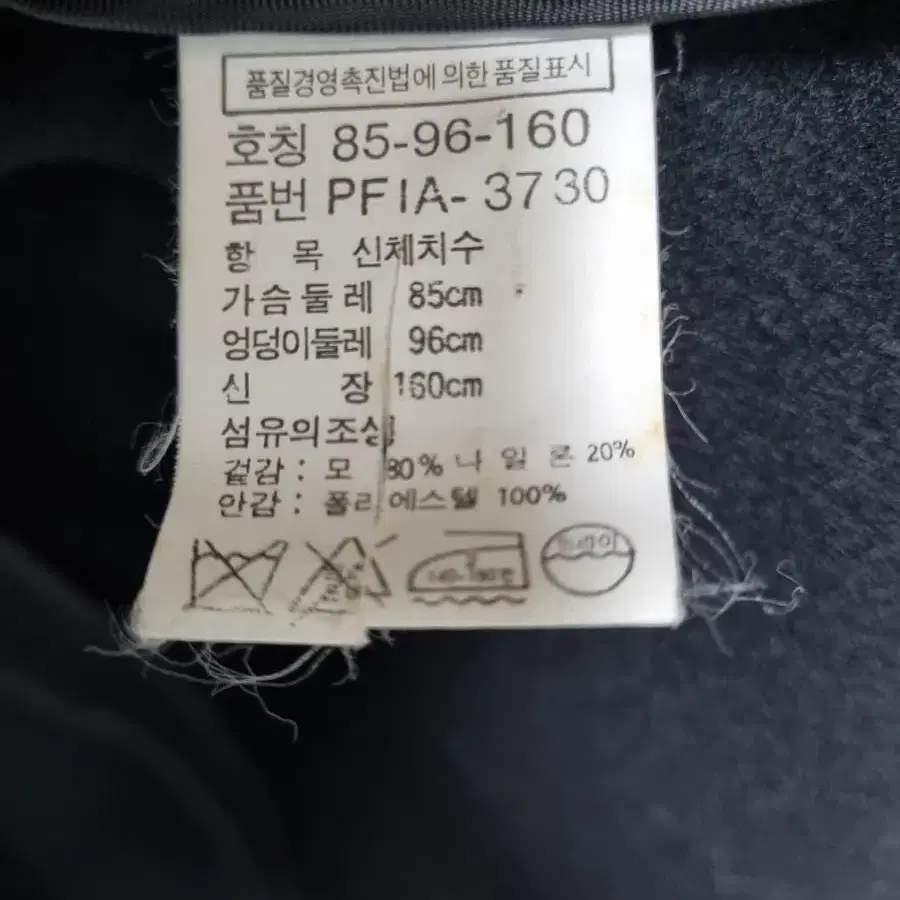 품질경영촉진법에 의한 품질표시
호칭 85-96-160
품번 PFIA-3730
항 목 신체치수
가슴둘레 85cm
엉덩이둘레 96cm
신 장 160cm
섬유의조성
겉감 : 모 80% 나일론 20%
안감 : 폴리에스텔 100%
드라이